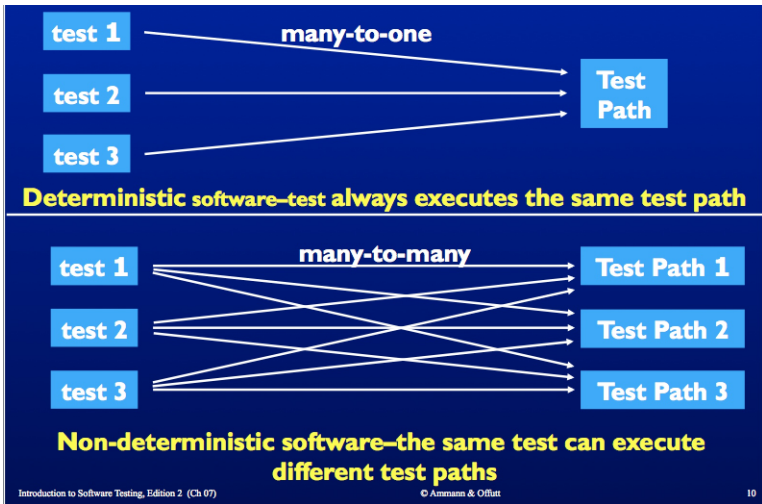 test 1
many-to-one
test 2
Test
Path
test 3
Deterministic software–test always executes the same test path
test 1
many-to-many
Test Path 1
test 2
Test Path 2
test 3
Test Path 3
Non-deterministic software–the same test can execute
different test paths
Introduction to Software Testing, Edition 2 (Ch 07)
© Ammann & Offutt
10